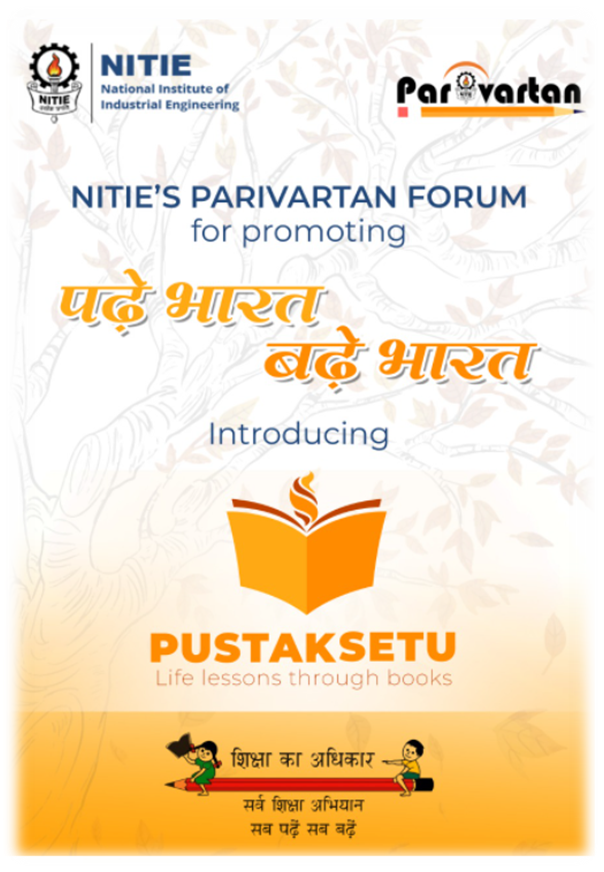 NITIE
National Institute of
Industrial Engineering
NITIE
Parivartan
NITIE'S PARIVARTAN FORUM
for promoting
पढ़े भारत
बढ़े भारत
Introducing
PUSTAKSETU
Life lessons through books
शिक्षा का अधिकार
सर्व शिक्षा अभियान
सब पढ़ें सब बढ़ें